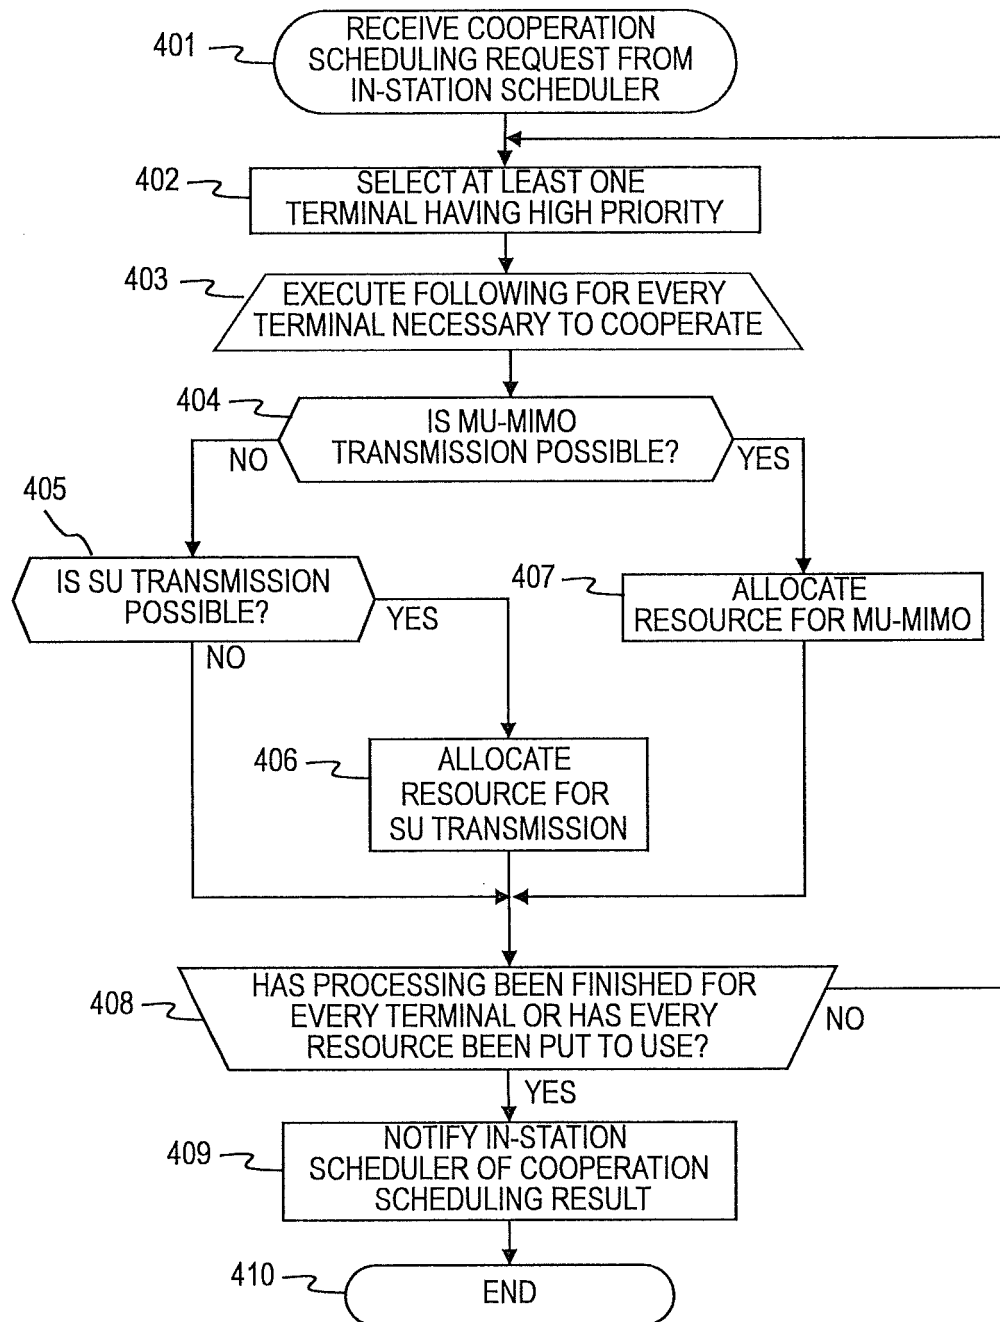 401
RECEIVE COOPERATION
SCHEDULING REQUEST FROM
IN-STATION SCHEDULER
402
SELECT AT LEAST ONE
TERMINAL HAVING HIGH PRIORITY
403
EXECUTE FOLLOWING FOR EVERY
TERMINAL NECESSARY TO COOPERATE
404
IS MU-MIMO
TRANSMISSION POSSIBLE?
NO
YES
405
IS SU TRANSMISSION
POSSIBLE?
YES
NO
407
ALLOCATE
RESOURCE FOR MU-MIMO
406
ALLOCATE
RESOURCE FOR
SU TRANSMISSION
408
HAS PROCESSING BEEN FINISHED FOR
EVERY TERMINAL OR HAS EVERY
RESOURCE BEEN PUT TO USE?
NO
YES
409
NOTIFY IN-STATION
SCHEDULER OF COOPERATION
SCHEDULING RESULT
410
END